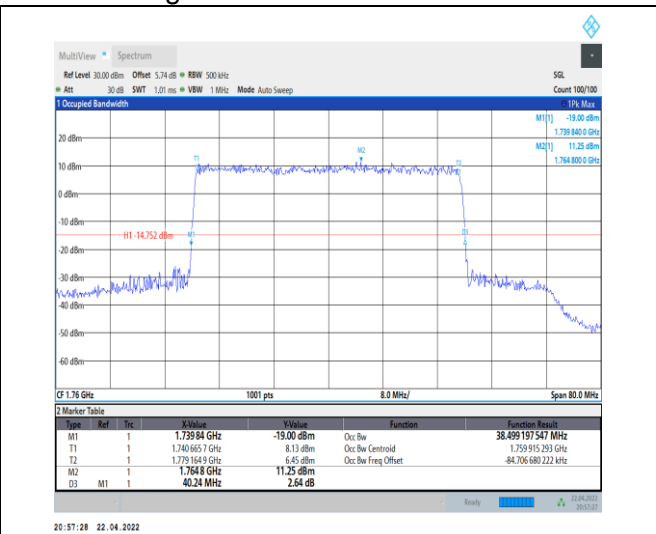 MultiView Spectrum
Ref Level 30.00 dBm Offset 5.74 dB RBW 500 kHz SGL
Att 30 dB SWT 1.01 ms VBW 1 MHz Mode Auto Sweep Count 100/100
1 Occupied Bandwidth 1Pk Max
M1[1] -19.00 dBm
1.739 840 0 GHz
M2[1] 11.25 dBm
1.764 800 0 GHz
20 dBm
M2
T1
T2
10 dBm
0 dBm
-10 dBm
H1 -14.752 dBm
M1
D3
-20 dBm
-30 dBm
-40 dBm
-50 dBm
-60 dBm
CF 1.76 GHz 1001 pts 8.0 MHz/ Span 80.0 MHz
2 Marker Table
Type Ref Trc X-Value Y-Value Function Function Result
M1 1 1.739 84 GHz -19.00 dBm Occ Bw 38.499 197 547 MHz
T1 1 1.740 665 7 GHz 8.13 dBm Occ Bw Centroid 1.759 915 293 GHz
T2 1 1.779 164 9 GHz 6.45 dBm Occ Bw Freq Offset -84.706 680 222 kHz
M2 1 1.764 8 GHz 11.25 dBm
D3 M1 1 40.24 MHz 2.64 dB
Ready 22.04.2022
20:57:27
20:57:28 22.04.2022